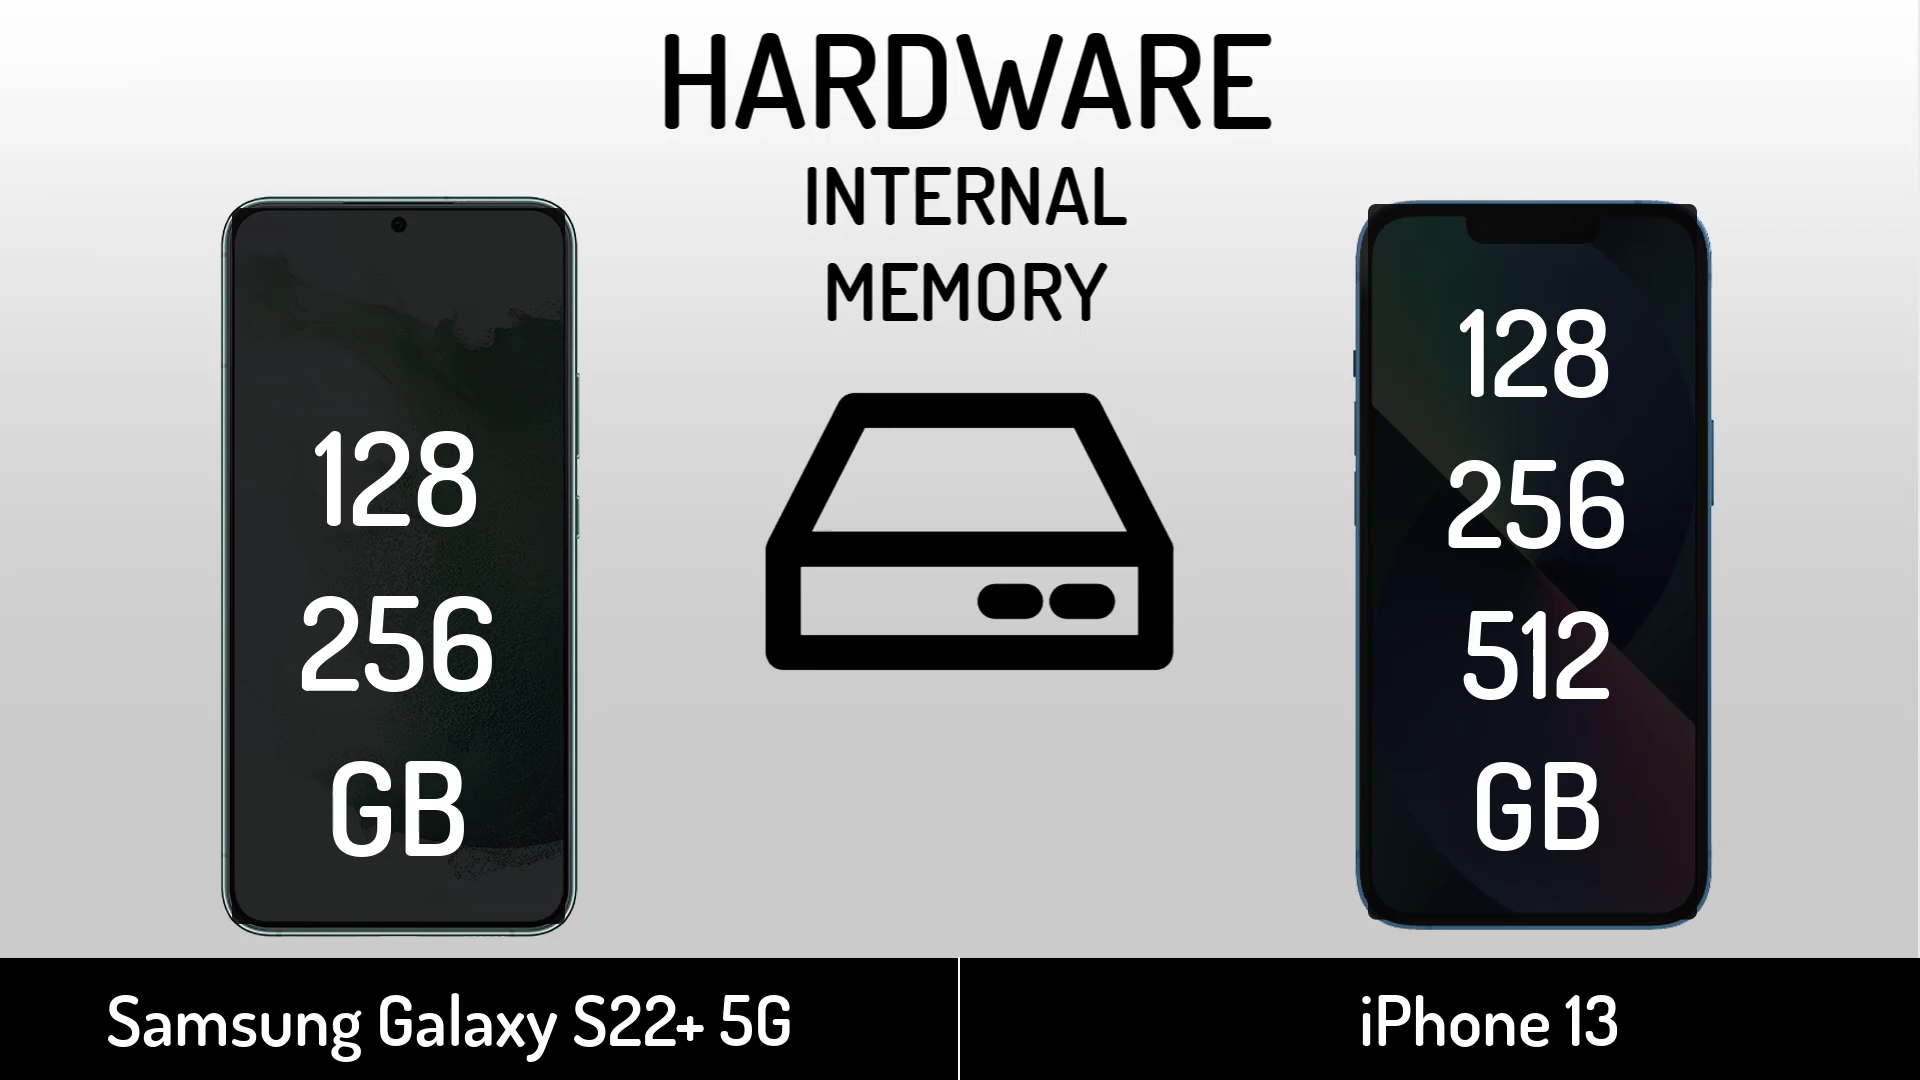 HARDWARE
INTERNAL
MEMORY
128
256
GB
128
256
512
GB
Samsung Galaxy S22+ 5G
iPhone 13